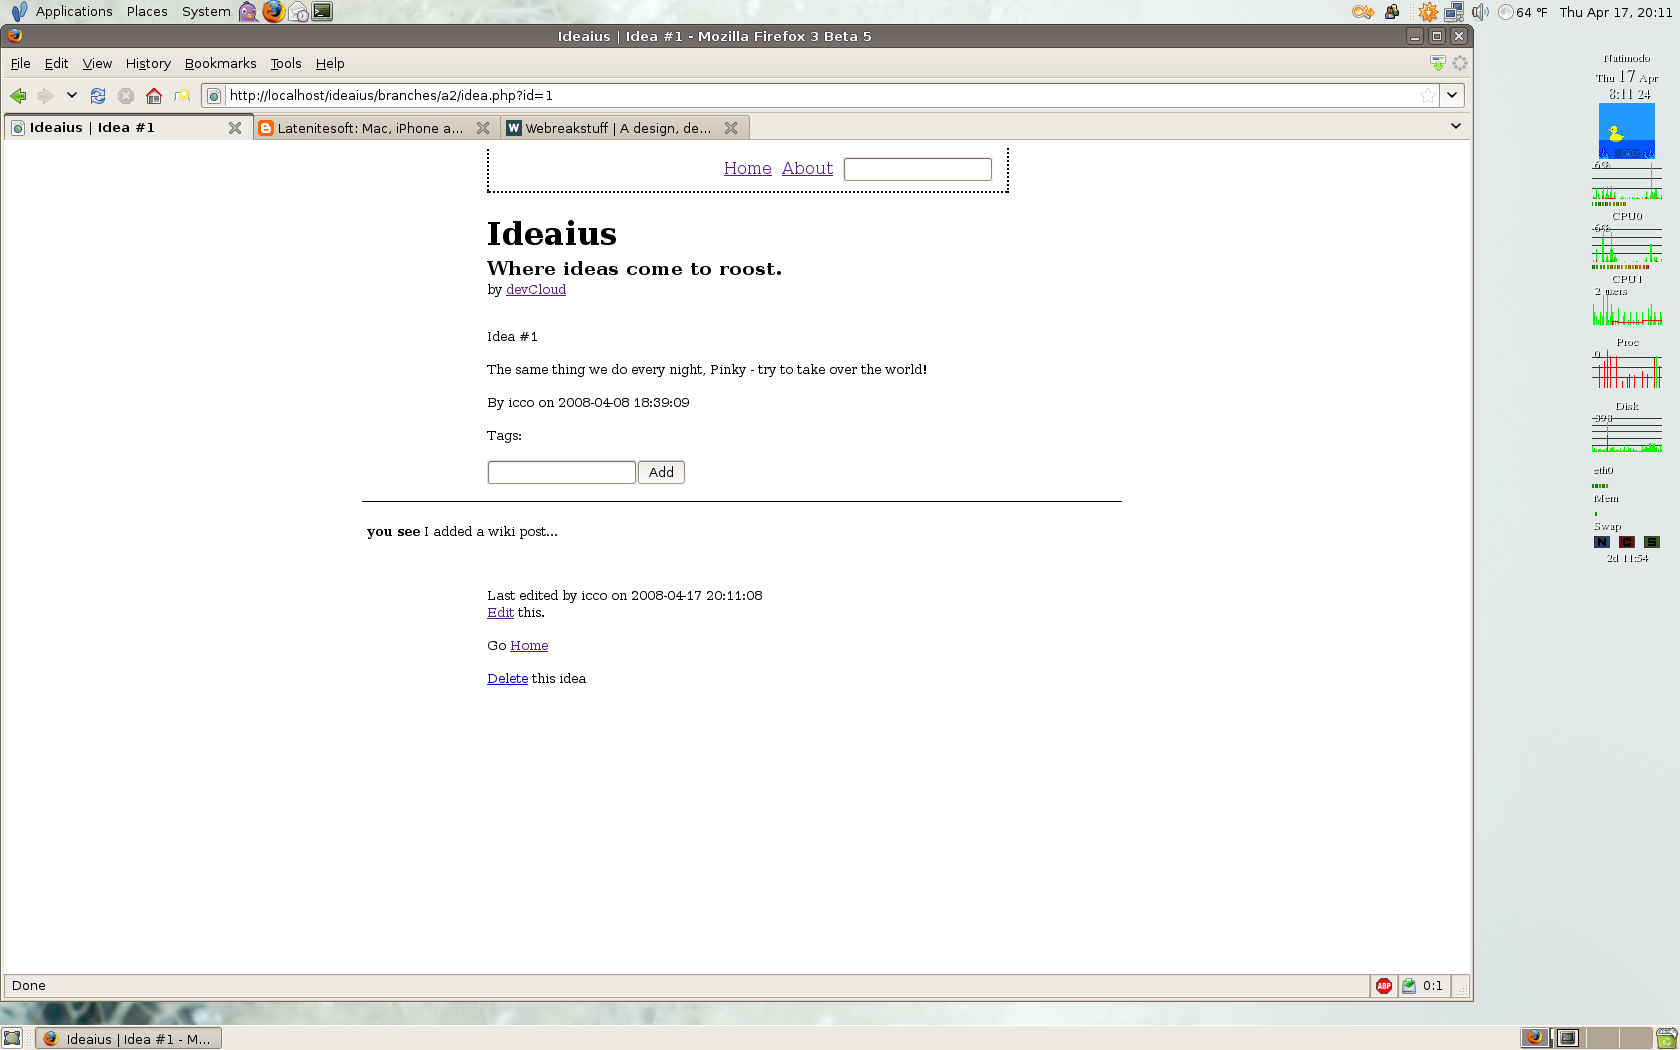 Applications Places System 64 °F Thu Apr 17, 20:11
Ideaius | Idea #1 - Mozilla Firefox 3 Beta 5
File Edit View History Bookmarks Tools Help
http://localhost/ideaius/branches/a2/idea.php?id=1
Ideaius | Idea #1
Latenitesoft: Mac, iPhone a...
Webreakstuff | A design, de...
Home About
Ideaius
Where ideas come to roost.
by devCloud
Idea #1
The same thing we do every night, Pinky - try to take over the world!
By icco on 2008-04-08 18:39:09
Tags:
Add
you see I added a wiki post...
Last edited by icco on 2008-04-17 20:11:08
Edit this.
Go Home
Delete this idea
Done
ABP
0:1
Ideaius | Idea #1 - M...
Natimodo
Thu 17 Apr
8:11 24
CPU0
CPU1
2 users
Proc
0
Disk
eth0
Mem
Swap
N C S
2d 11:54